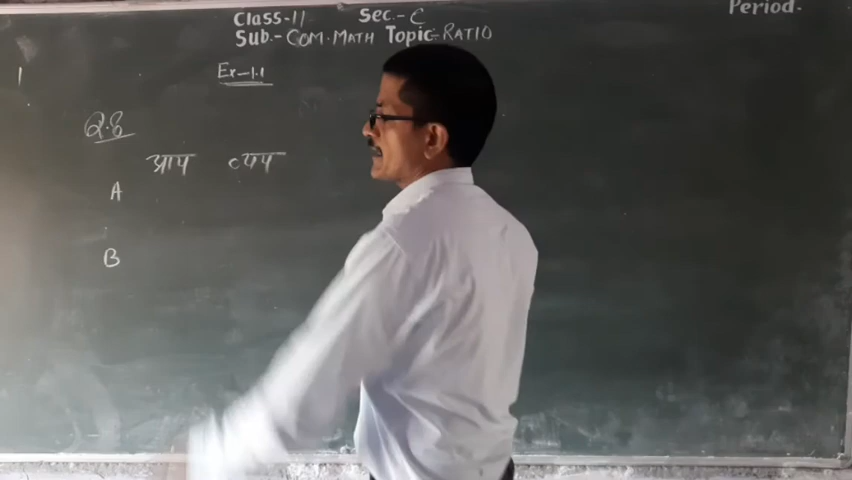 Class-11 Sec.-C Period.
Sub.-COM.MATH Topic-RATIO
Ex-1.1
Q.8
आय व्यय
A
B